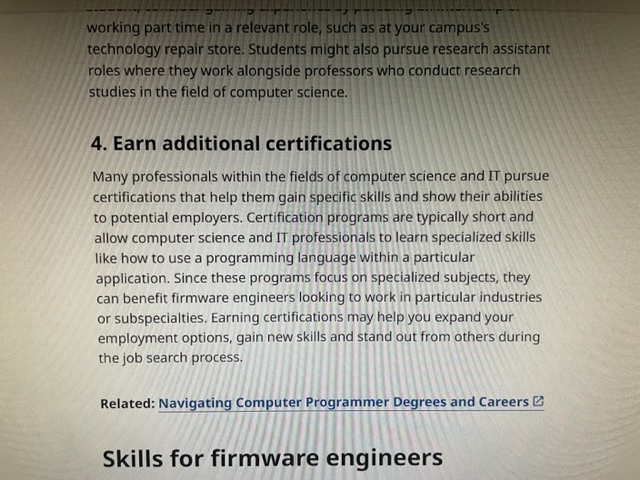 working part time in a relevant role, such as at your campus's
technology repair store. Students might also pursue research assistant
roles where they work alongside professors who conduct research
studies in the field of computer science.
4. Earn additional certifications
Many professionals within the fields of computer science and IT pursue
certifications that help them gain specific skills and show their abilities
to potential employers. Certification programs are typically short and
allow computer science and IT professionals to learn specialized skills
like how to use a programming language within a particular
application. Since these programs focus on specialized subjects, they
can benefit firmware engineers looking to work in particular industries
or subspecialties. Earning certifications may help you expand your
employment options, gain new skills and stand out from others during
the job search process.
Related: Navigating Computer Programmer Degrees and Careers
Skills for firmware engineers